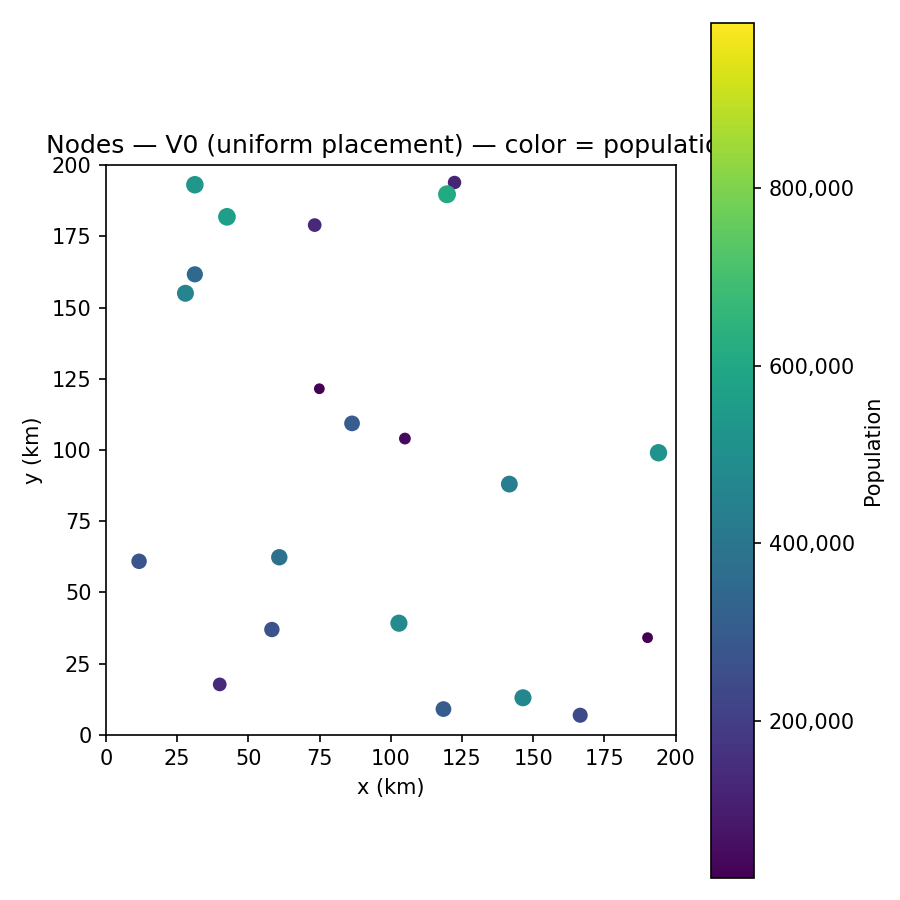 Nodes — V0 (uniform placement) — color = populatio
200
175
150
125
100
75
50
25
0
y (km)
0 25 50 75 100 125 150 175 200
x (km)
800,000
600,000
400,000
200,000
Population